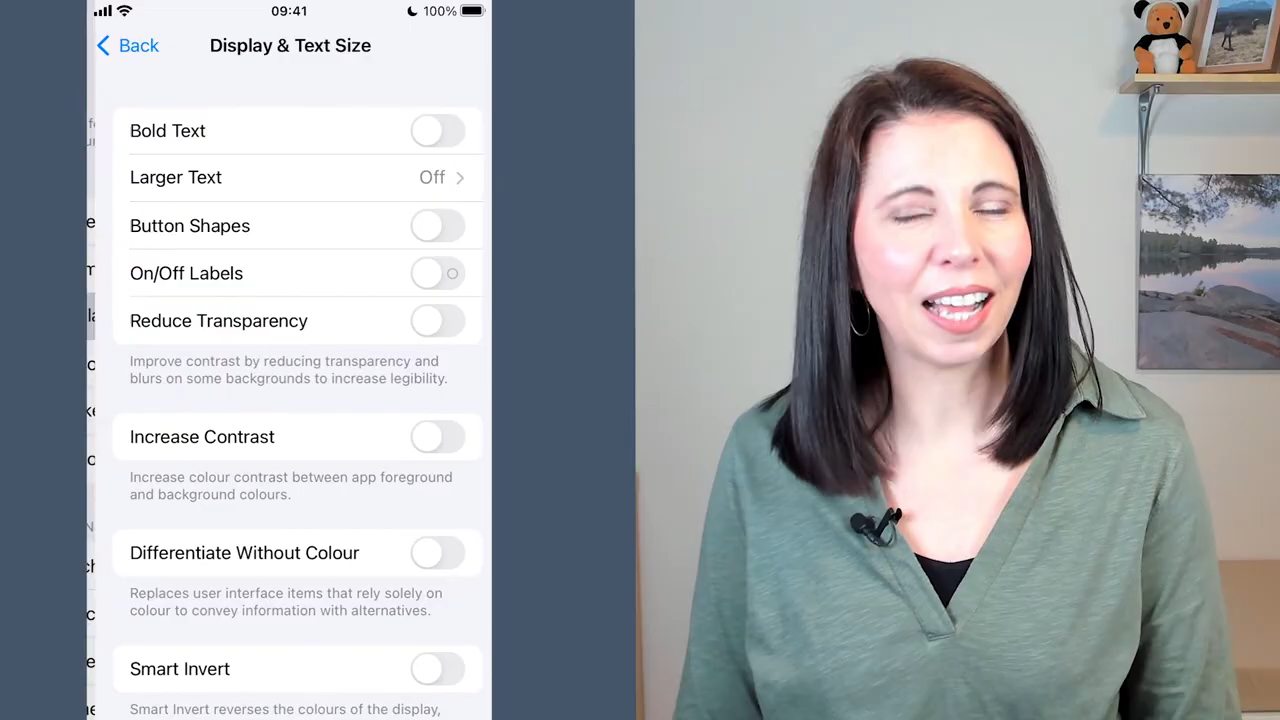 09:41
100%
Back
Display & Text Size
Bold Text
Larger Text
Off
Button Shapes
On/Off Labels
Reduce Transparency
Improve contrast by reducing transparency and
blurs on some backgrounds to increase legibility.
Increase Contrast
Increase colour contrast between app foreground
and background colours.
Differentiate Without Colour
Replaces user interface items that rely solely on
colour to convey information with alternatives.
Smart Invert
Smart Invert reverses the colours of the display,